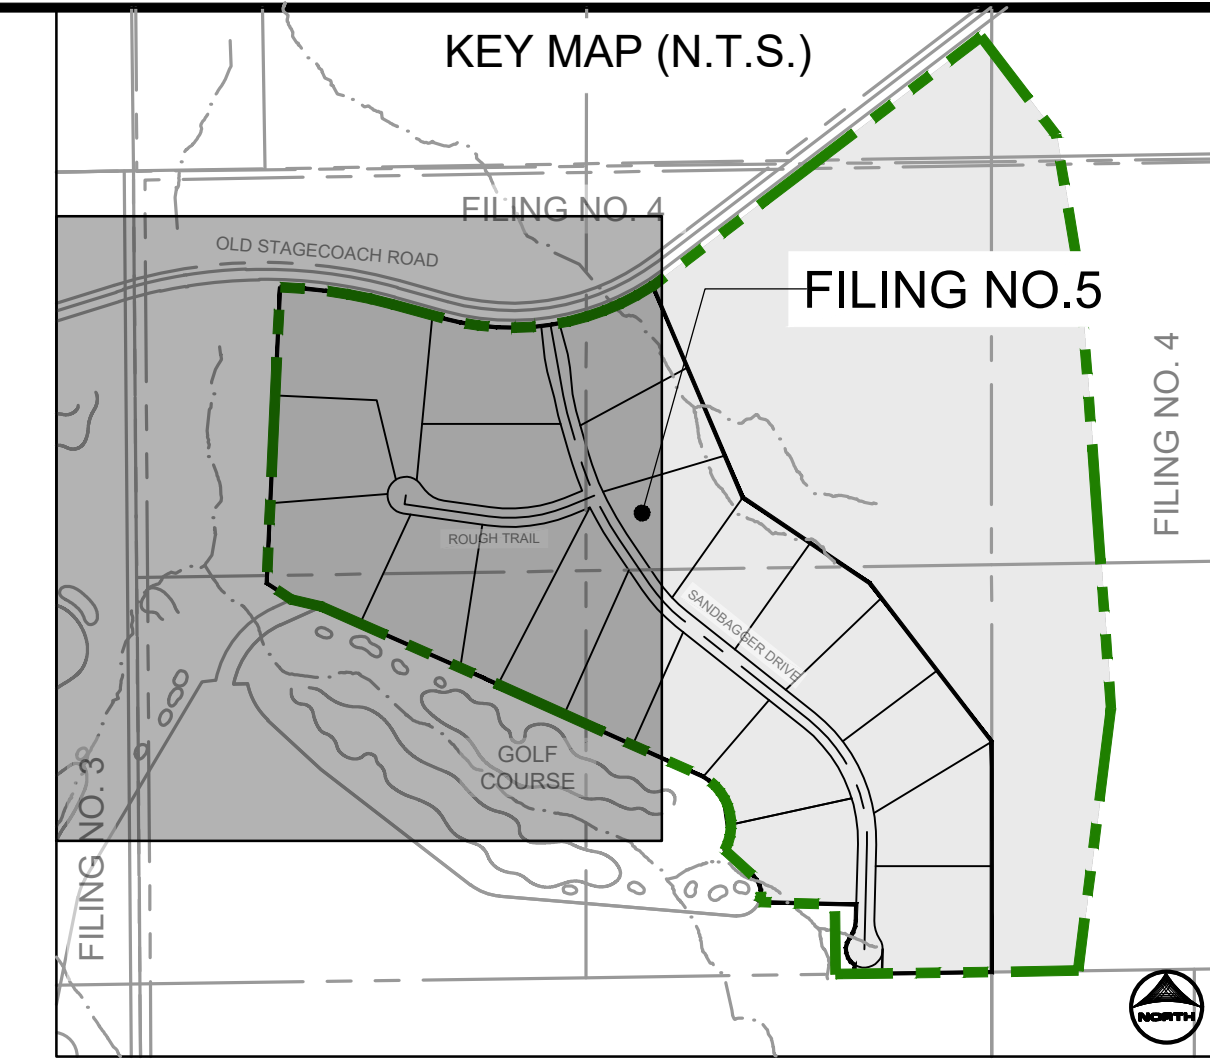 KEY MAP (N.T.S.)
FILING NO. 4
OLD STAGECOACH ROAD
FILING NO.5
FILING NO. 4
ROUGH TRAIL
SANDBAGGER DRIVE
GOLF
COURSE
FILING NO. 3
NORTH